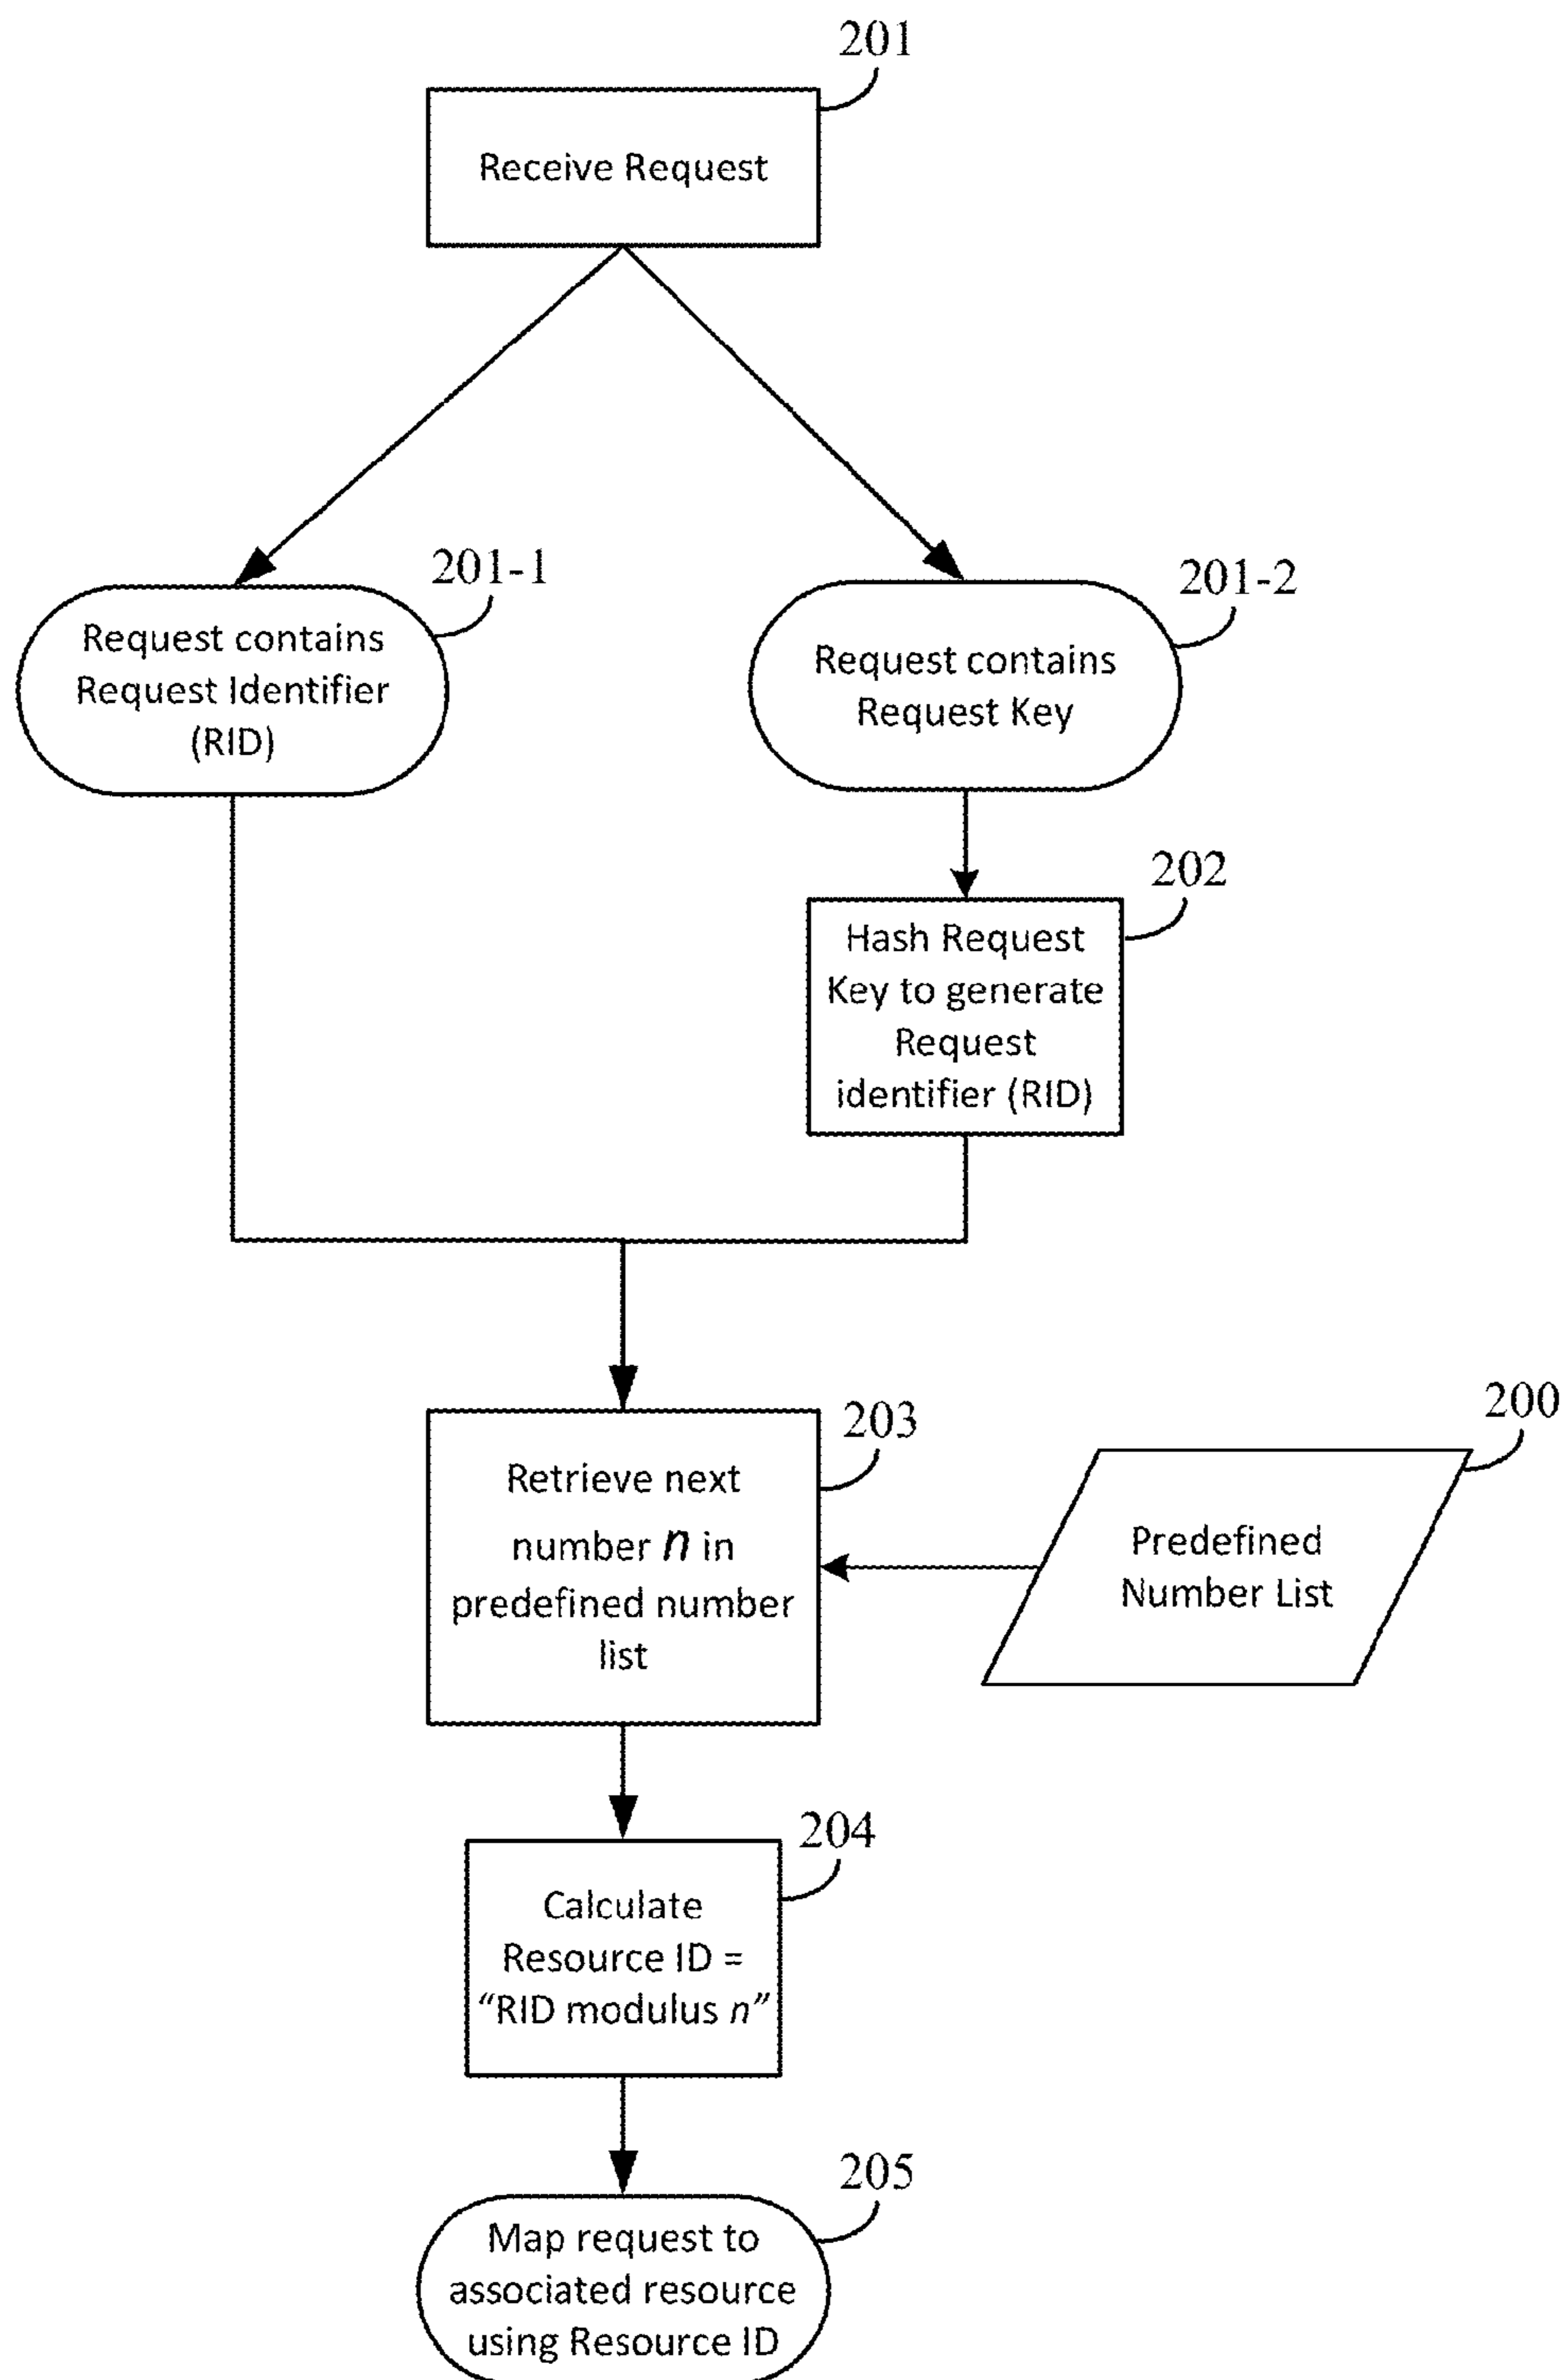 201
Receive Request
201-1
Request contains
Request Identifier
(RID)
201-2
Request contains
Request Key
202
Hash Request
Key to generate
Request
identifier (RID)
203
Retrieve next
number n in
predefined number
list
200
Predefined
Number List
204
Calculate
Resource ID =
“RID modulus n”
205
Map request to
associated resource
using Resource ID